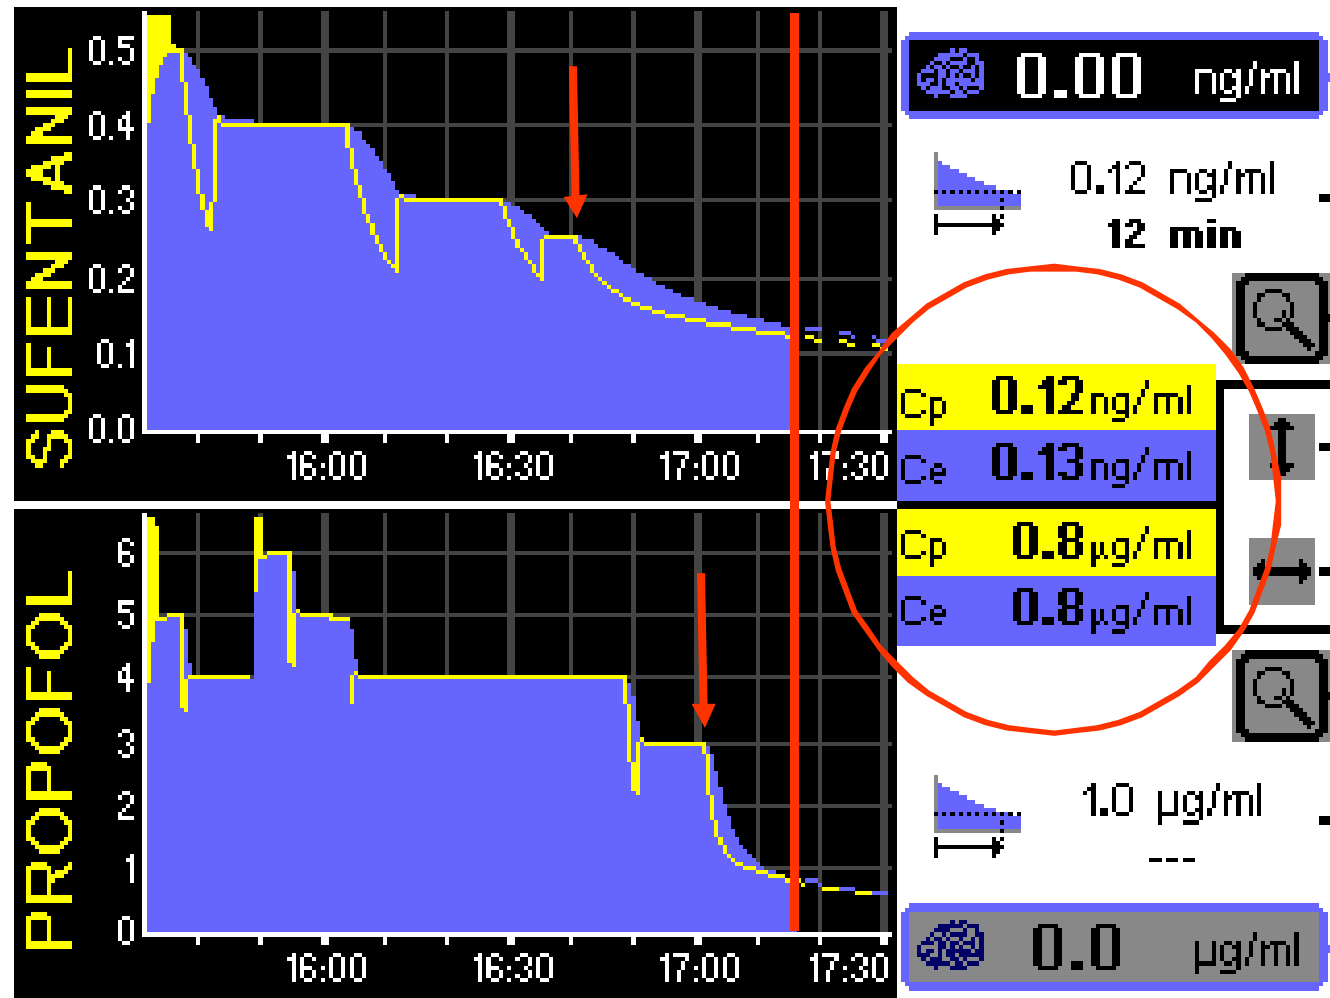 SUFENTANIL
0.5
0.4
0.3
0.2
0.1
0.0
16:00 16:30 17:00 17:30
0.00 ng/ml
0.12 ng/ml
12 min
Cp 0.12 ng/ml
Ce 0.13 ng/ml
PROPOFOL
6
5
4
3
2
1
0
16:00 16:30 17:00 17:30
Cp 0.8 µg/ml
Ce 0.8 µg/ml
1.0 µg/ml
---
0.0 µg/ml